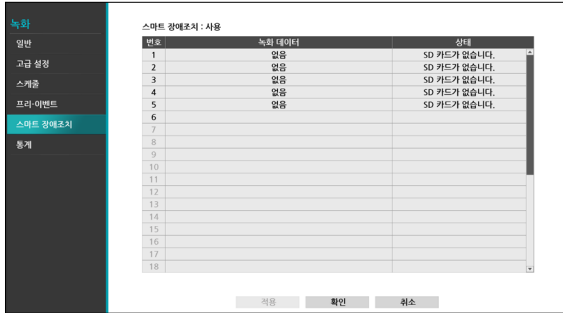 녹화
일반
고급 설정
스케줄
프리-이벤트
스마트 장애조치
통계
스마트 장애조치 : 사용
번호 녹화 데이터 상태
1 없음 SD 카드가 없습니다.
2 없음 SD 카드가 없습니다.
3 없음 SD 카드가 없습니다.
4 없음 SD 카드가 없습니다.
5 없음 SD 카드가 없습니다.
6
7
8
9
10
11
12
13
14
15
16
17
18
적용 확인 취소